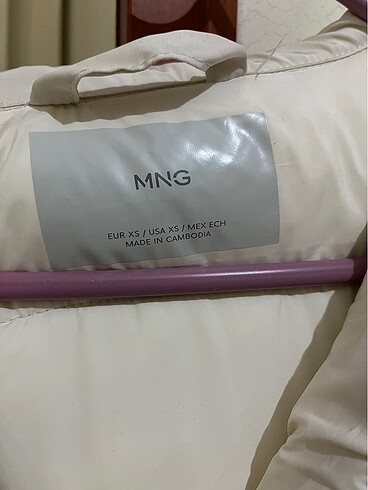 MNG
EUR XS / USA XS / MEX ECH
MADE IN CAMBODIA